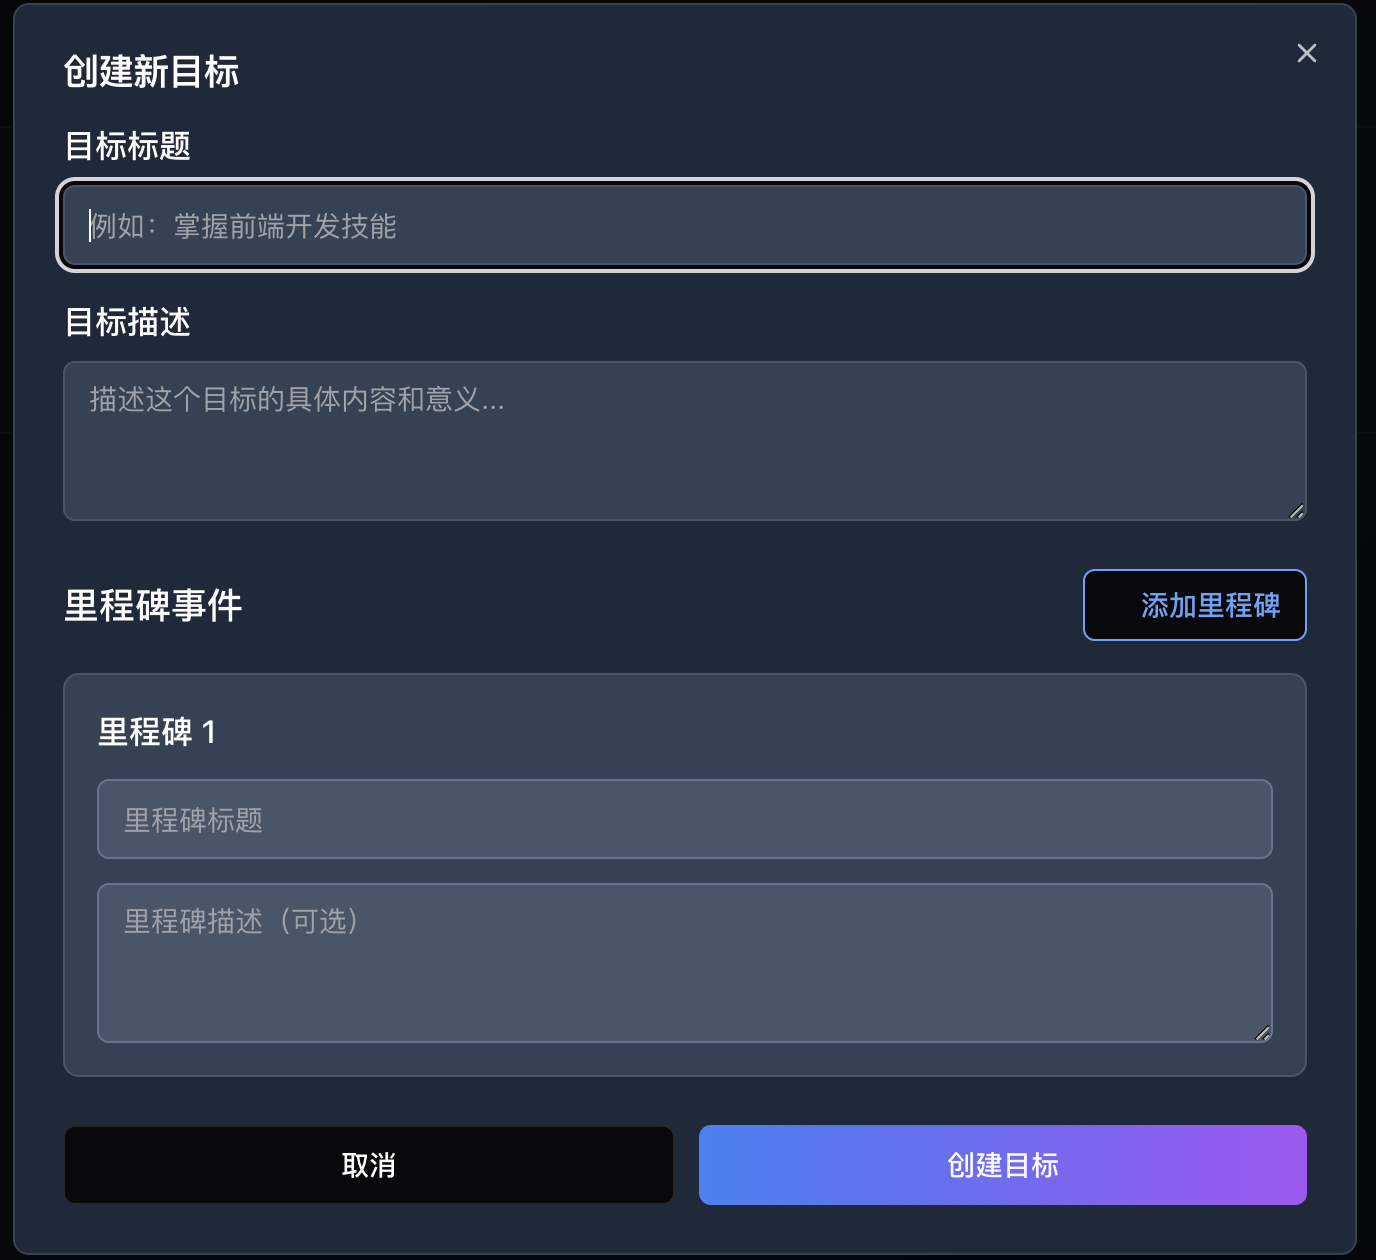 创建新目标
目标标题
例如：掌握前端开发技能
目标描述
描述这个目标的具体内容和意义...
里程碑事件
添加里程碑
里程碑 1
里程碑标题
里程碑描述（可选）
取消
创建目标